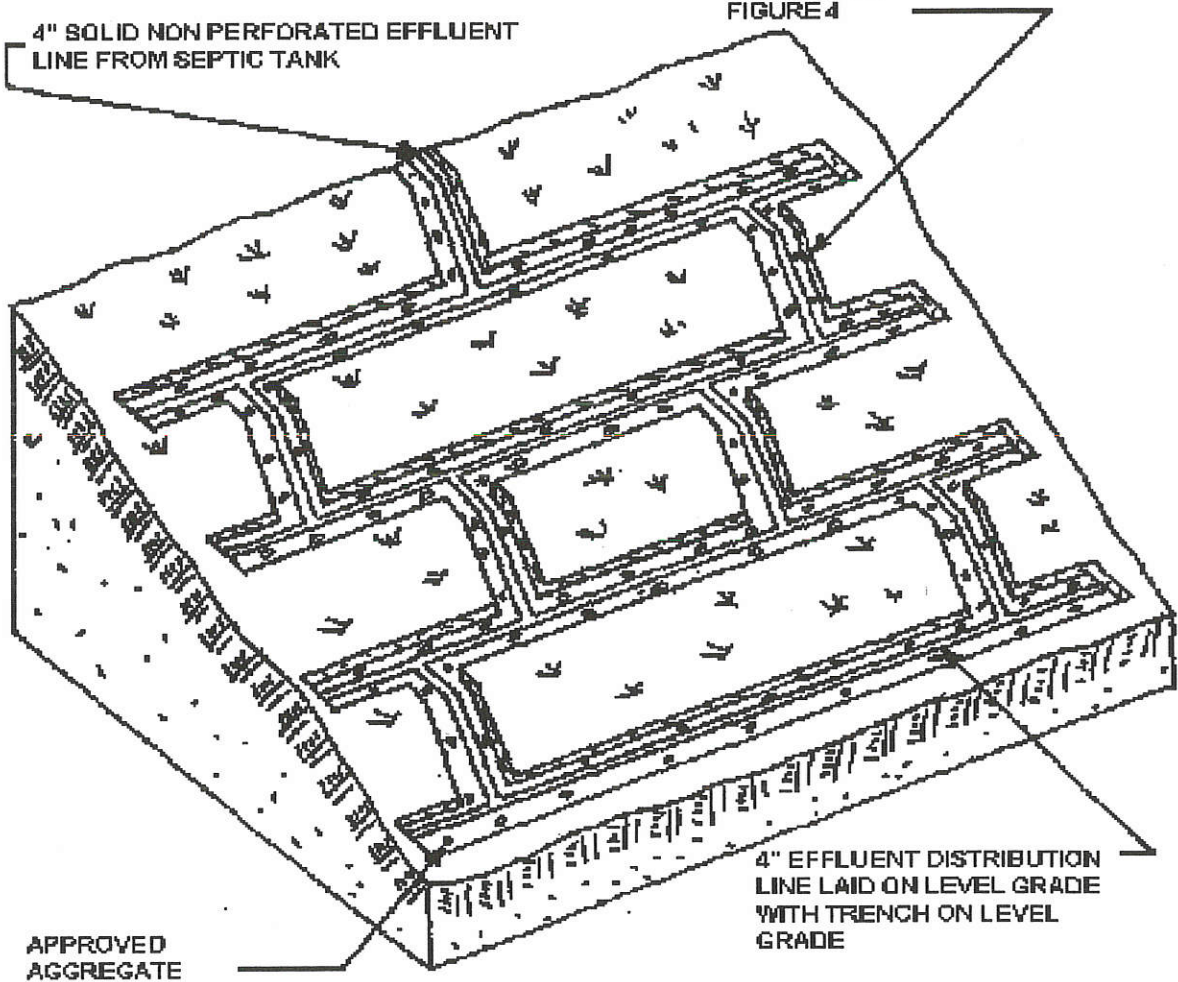 FIGURE 4
4" SOLID NON PERFORATED EFFLUENT
LINE FROM SEPTIC TANK
4" EFFLUENT DISTRIBUTION
LINE LAID ON LEVEL GRADE
WITH TRENCH ON LEVEL
GRADE
APPROVED
AGGREGATE